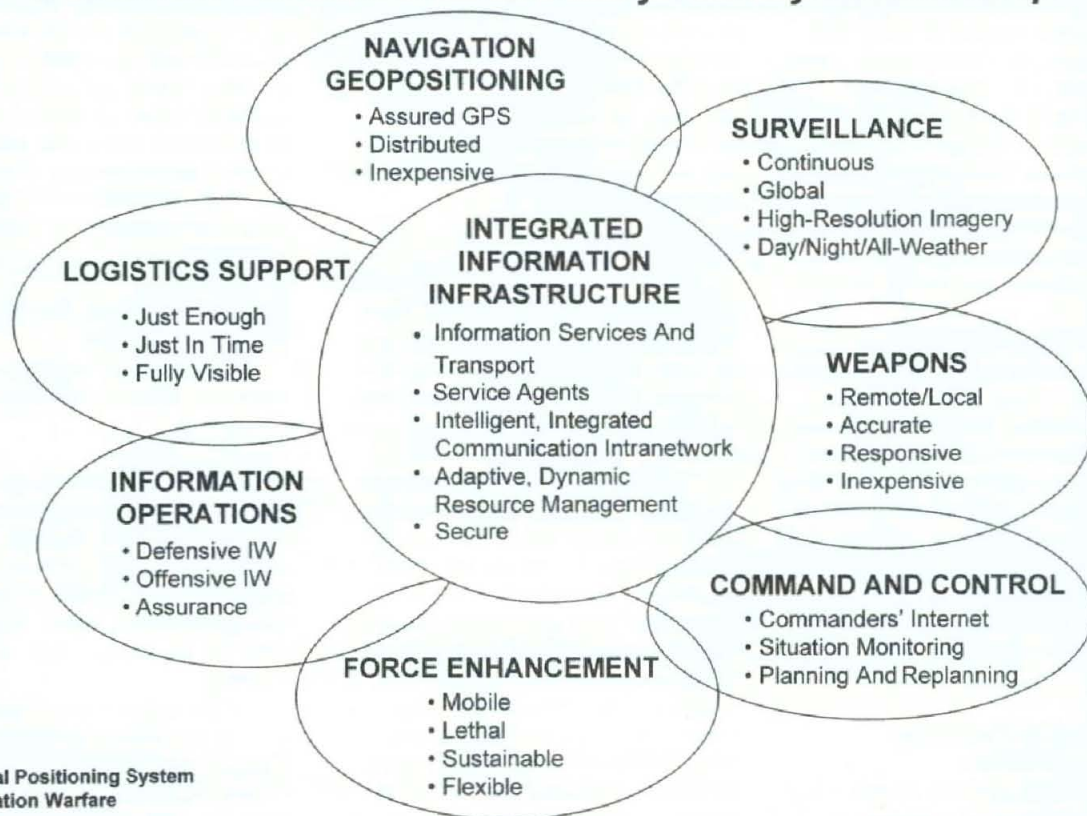 NAVIGATION
GEOPOSITIONING
• Assured GPS
• Distributed
• Inexpensive
SURVEILLANCE
• Continuous
• Global
• High-Resolution Imagery
• Day/Night/All-Weather
LOGISTICS SUPPORT
• Just Enough
• Just In Time
• Fully Visible
INTEGRATED
INFORMATION
INFRASTRUCTURE
• Information Services And
Transport
• Service Agents
• Intelligent, Integrated
Communication Intranetwork
• Adaptive, Dynamic
Resource Management
• Secure
WEAPONS
• Remote/Local
• Accurate
• Responsive
• Inexpensive
INFORMATION
OPERATIONS
• Defensive IW
• Offensive IW
• Assurance
COMMAND AND CONTROL
• Commanders' Internet
• Situation Monitoring
• Planning And Replanning
FORCE ENHANCEMENT
• Mobile
• Lethal
• Sustainable
• Flexible
Positioning System
Warfare